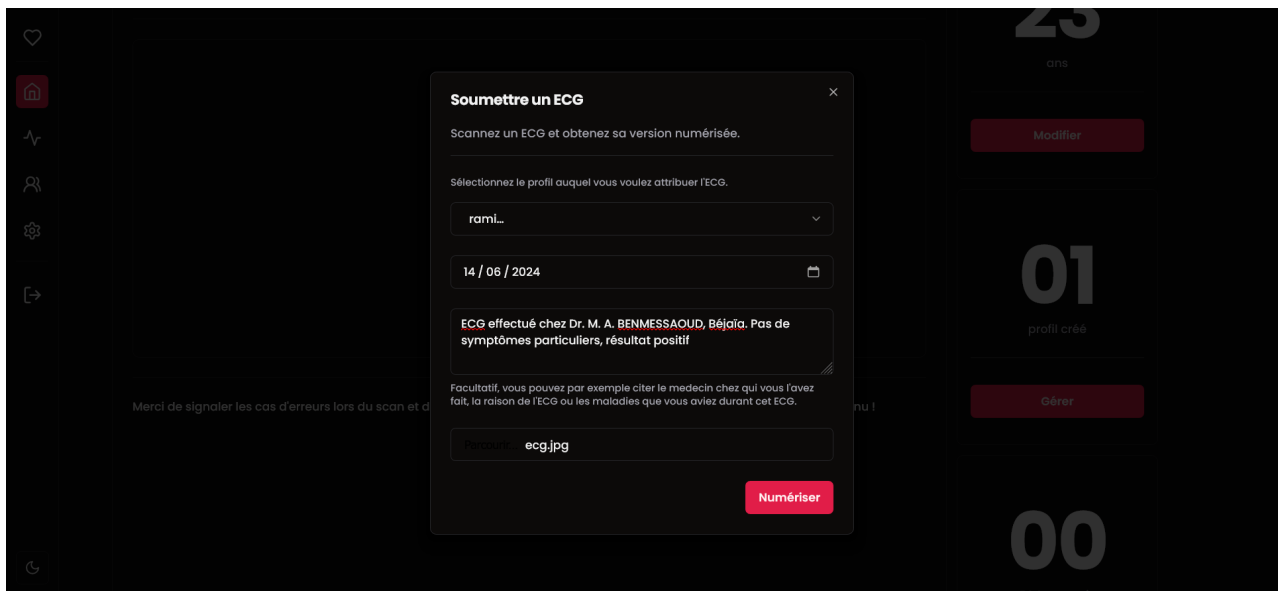 23
ans
Modifier
Soumettre un ECG
Scannez un ECG et obtenez sa version numérisée.
Sélectionnez le profil auquel vous voulez attribuer l'ECG.
rami...
14 / 06 / 2024
ECG effectué chez Dr. M. A. BENMESSAOUD, Béjaïa. Pas de
symptômes particuliers, résultat positif
Facultatif, vous pouvez par exemple citer le medecin chez qui vous l'avez
fait, la raison de l'ECG ou les maladies que vous aviez durant cet ECG.
Parcourir... ecg.jpg
Numériser
01
profil créé
Merci de signaler les cas d'erreurs lors du scan et d
nu !
Gérer
00